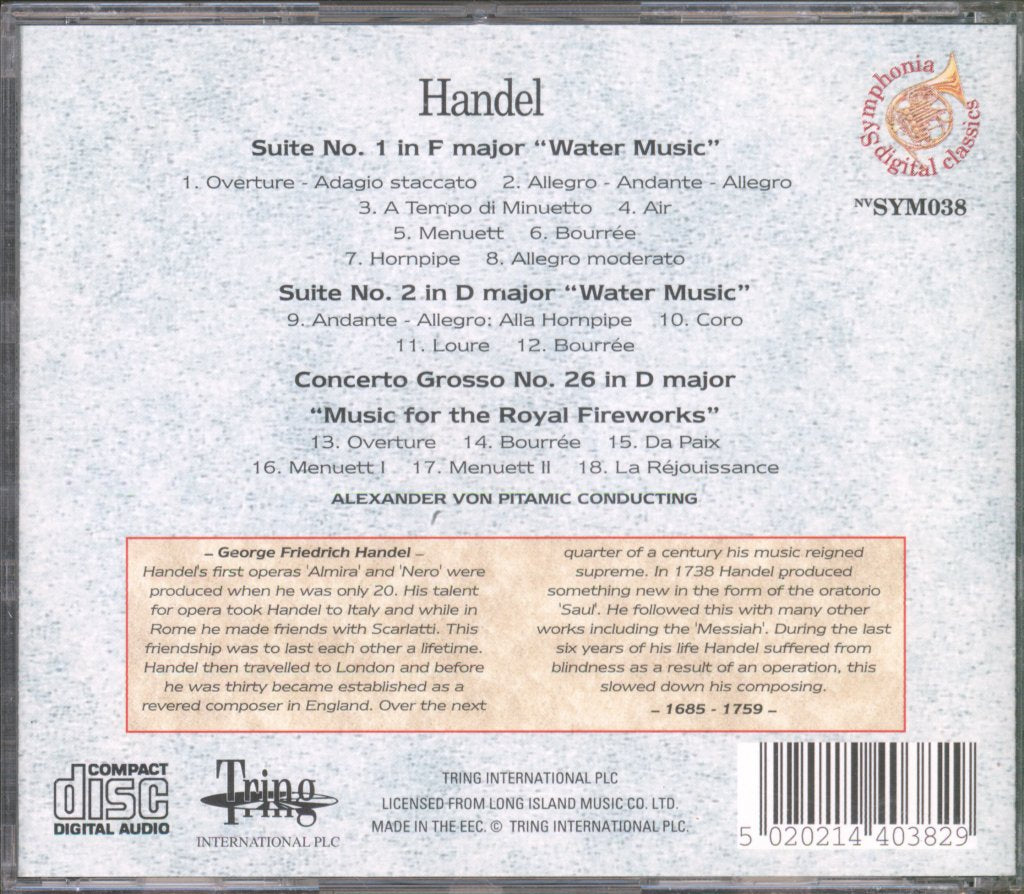 Handel
Symphonia
digital classics
NVSYM038
Suite No. 1 in F major “Water Music”
1. Overture - Adagio staccato 2. Allegro - Andante - Allegro
3. A Tempo di Minuetto 4. Air
5. Menuett 6. Bourrée
7. Hornpipe 8. Allegro moderato
Suite No. 2 in D major “Water Music”
9. Andante - Allegro: Alla Hornpipe 10. Coro
11. Loure 12. Bourrée
Concerto Grosso No. 26 in D major
“Music for the Royal Fireworks”
13. Overture 14. Bourrée 15. Da Paix
16. Menuett I 17. Menuett II 18. La Réjouissance
ALEXANDER VON PITAMIC CONDUCTING
– George Friedrich Handel –
Handel's first operas 'Almira' and 'Nero' were
produced when he was only 20. His talent
for opera took Handel to Italy and while in
Rome he made friends with Scarlatti. This
friendship was to last each other a lifetime.
Handel then travelled to London and before
he was thirty became established as a
revered composer in England. Over the next
quarter of a century his music reigned
supreme. In 1738 Handel produced
something new in the form of the oratorio
'Saul'. He followed this with many other
works including the 'Messiah'. During the last
six years of his life Handel suffered from
blindness as a result of an operation, this
slowed down his composing.
– 1685 - 1759 –
COMPACT
disc
DIGITAL AUDIO
Tring
INTERNATIONAL PLC
TRING INTERNATIONAL PLC
LICENSED FROM LONG ISLAND MUSIC CO. LTD.
MADE IN THE EEC. © TRING INTERNATIONAL PLC.
5 020214 403829